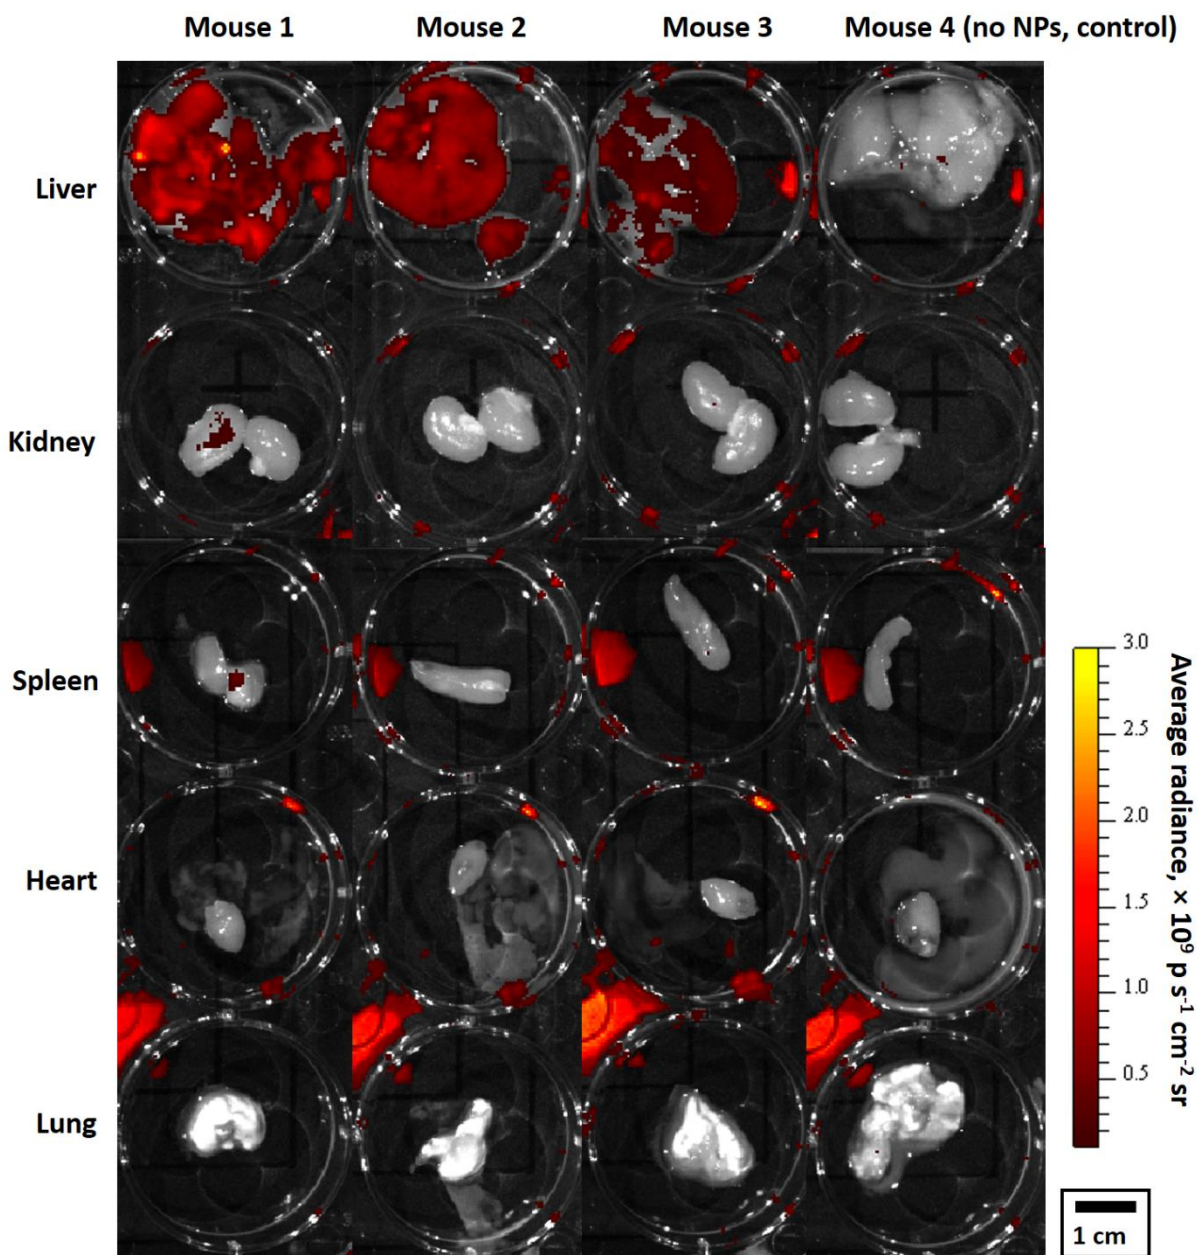 Mouse 1 Mouse 2 Mouse 3 Mouse 4 (no NPs, control)
Liver
Kidney
Spleen
Heart
Lung
3.0
2.5
2.0
1.5
1.0
0.5
Average radiance, × 10⁹ p s⁻¹ cm⁻² sr
1 cm